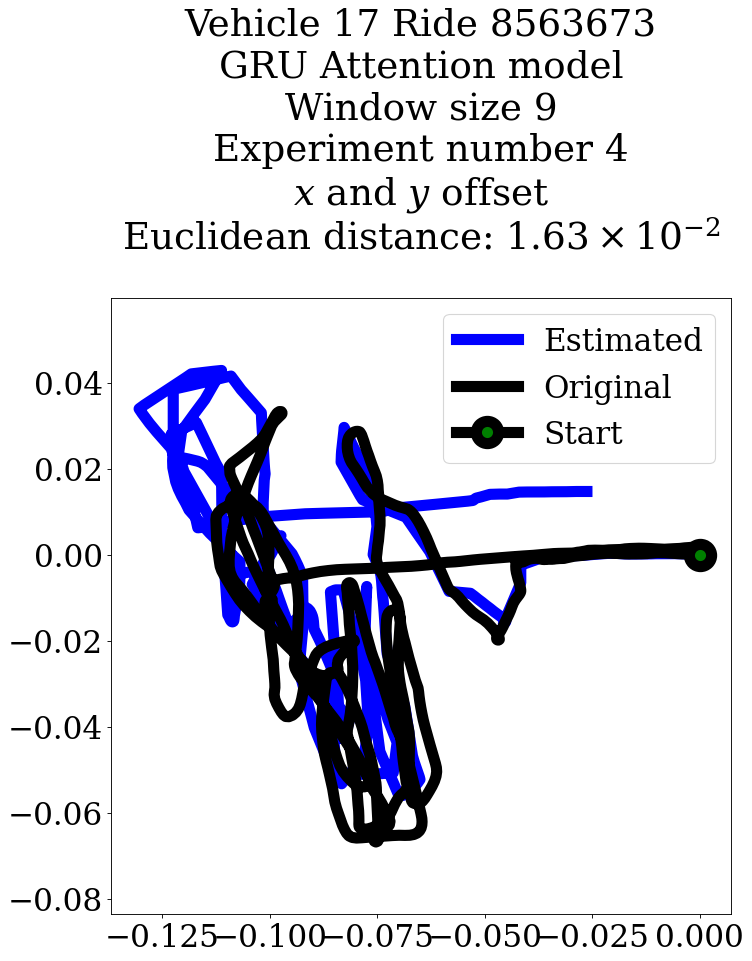 Vehicle 17 Ride 8563673
GRU Attention model
Window size 9
Experiment number 4
x and y offset
Euclidean distance: 1.63 × 10⁻²
Estimated
Original
Start
0.04
0.02
0.00
−0.02
−0.04
−0.06
−0.08
−0.125 −0.100 −0.075 −0.050 −0.025 0.000